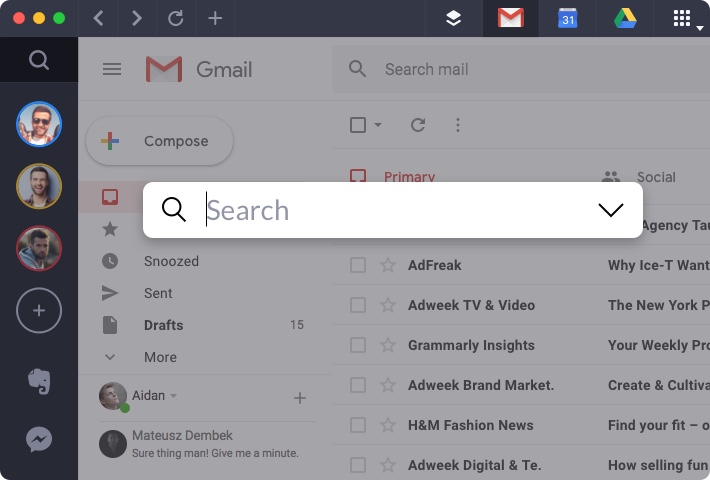 31
Gmail
Search mail
Compose
Primary
Social
Search
Agency Tau
Snoozed
AdFreak
Why Ice-T Want
Sent
Adweek TV & Video
The New York P
Drafts
15
Grammarly Insights
Your Weekly Pro
More
Adweek Brand Market.
Create & Cultiva
Aidan
H&M Fashion News
Find your fit – o
Mateusz Dembek
Sure thing man! Give me a minute.
Adweek Digital & Te.
How selling fun